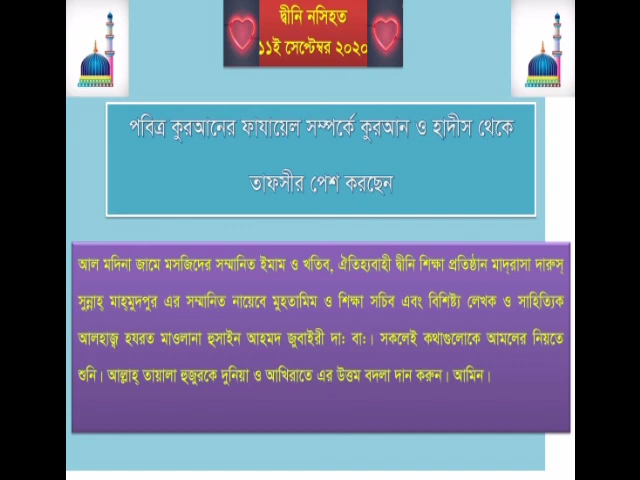 দ্বীনি নসিহত
১১ই সেপ্টেম্বর ২০২০
পবিত্র কুরআনের ফাযায়েল সম্পর্কে কুরআন ও হাদীস থেকে
তাফসীর পেশ করছেন
আল মদিনা জামে মসজিদের সম্মানিত ইমাম ও খতিব, ঐতিহ্যবাহী দ্বীনি শিক্ষা প্রতিষ্ঠান মাদ্‌রাসা দারুস্
সুন্নাহ্ মাহ্‌মুদপুর এর সম্মানিত নায়েবে মুহতামিম ও শিক্ষা সচিব এবং বিশিষ্ট্য লেখক ও সাহিত্যিক
আলহাজ্ব হযরত মাওলানা হুসাইন আহমদ জুবাইরী দা: বা:। সকলেই কথাগুলোকে আমলের নিয়তে
শুনি। আল্লাহ্ তায়ালা হুজুরকে দুনিয়া ও আখিরাতে এর উত্তম বদলা দান করুন। আমিন।